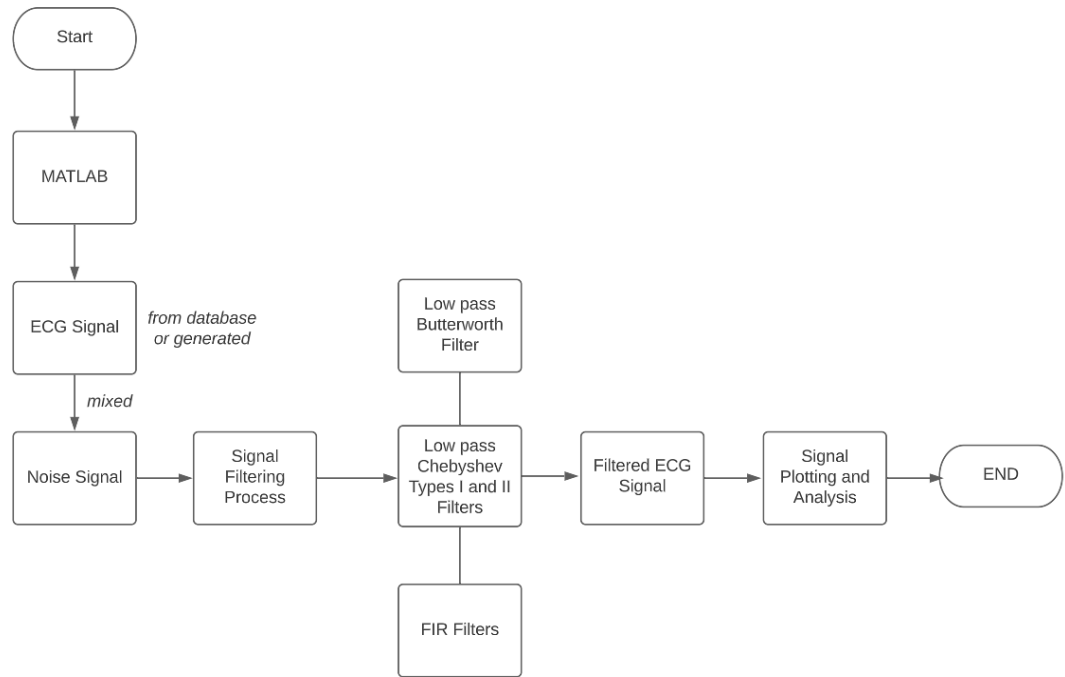 Start
MATLAB
ECG Signal
from database
or generated
mixed
Noise Signal
Signal
Filtering
Process
Low pass
Butterworth
Filter
Low pass
Chebyshev
Types I and II
Filters
FIR Filters
Filtered ECG
Signal
Signal
Plotting and
Analysis
END